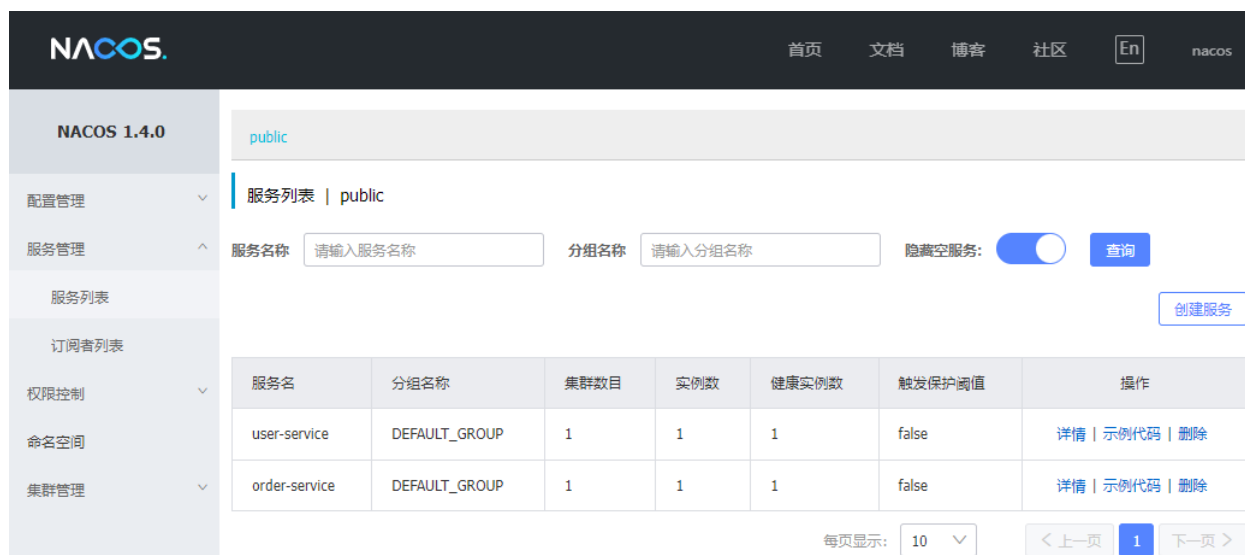 NACOS. 首页 文档 博客 社区 En nacos
NACOS 1.4.0
public
配置管理
服务列表 | public
服务管理
服务名称 请输入服务名称 分组名称 请输入分组名称 隐藏空服务: 查询
服务列表
创建服务
订阅者列表
服务名 分组名称 集群数目 实例数 健康实例数 触发保护阈值 操作
权限控制
user-service DEFAULT_GROUP 1 1 1 false 详情 | 示例代码 | 删除
命名空间
order-service DEFAULT_GROUP 1 1 1 false 详情 | 示例代码 | 删除
集群管理
每页显示: 10 < 上一页 1 下一页 >